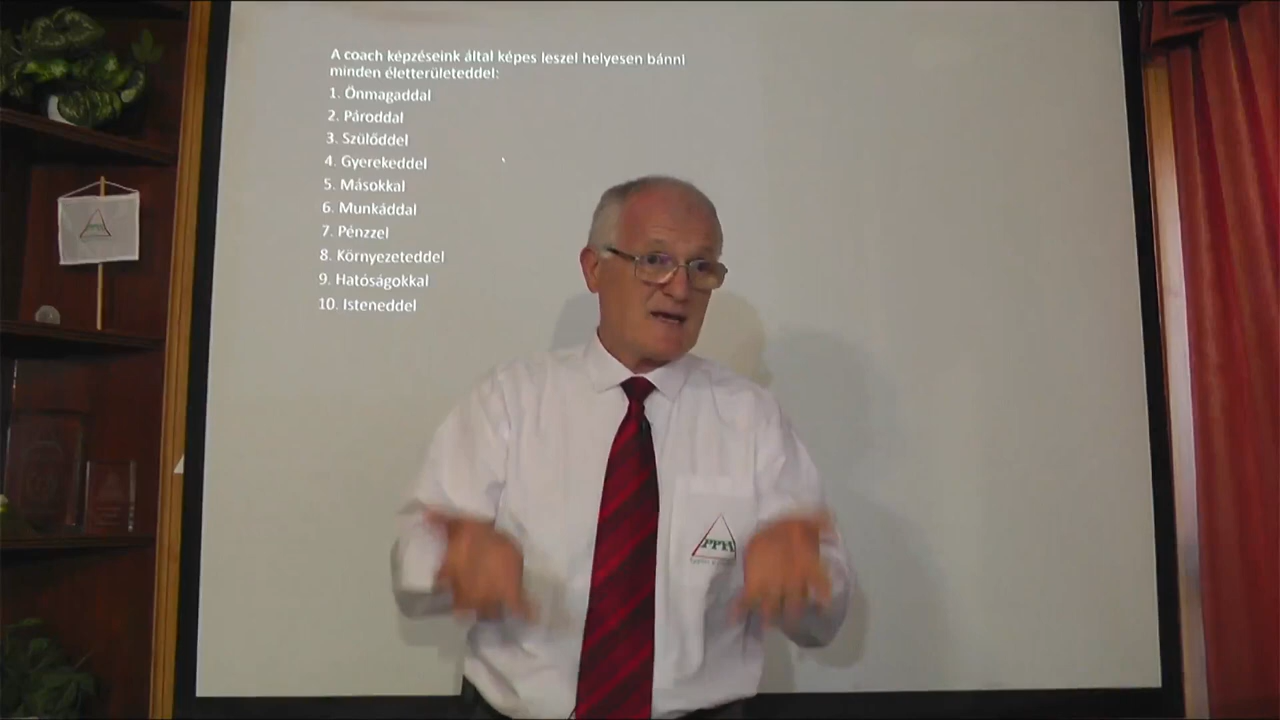 A coach képzéseink által képes leszel helyesen bánni
minden életterületeddel:
1. Önmagaddal
2. Pároddal
3. Szülőddel
4. Gyerekeddel
5. Másokkal
6. Munkáddal
7. Pénzzel
8. Környezeteddel
9. Hatóságokkal
10. Isteneddel